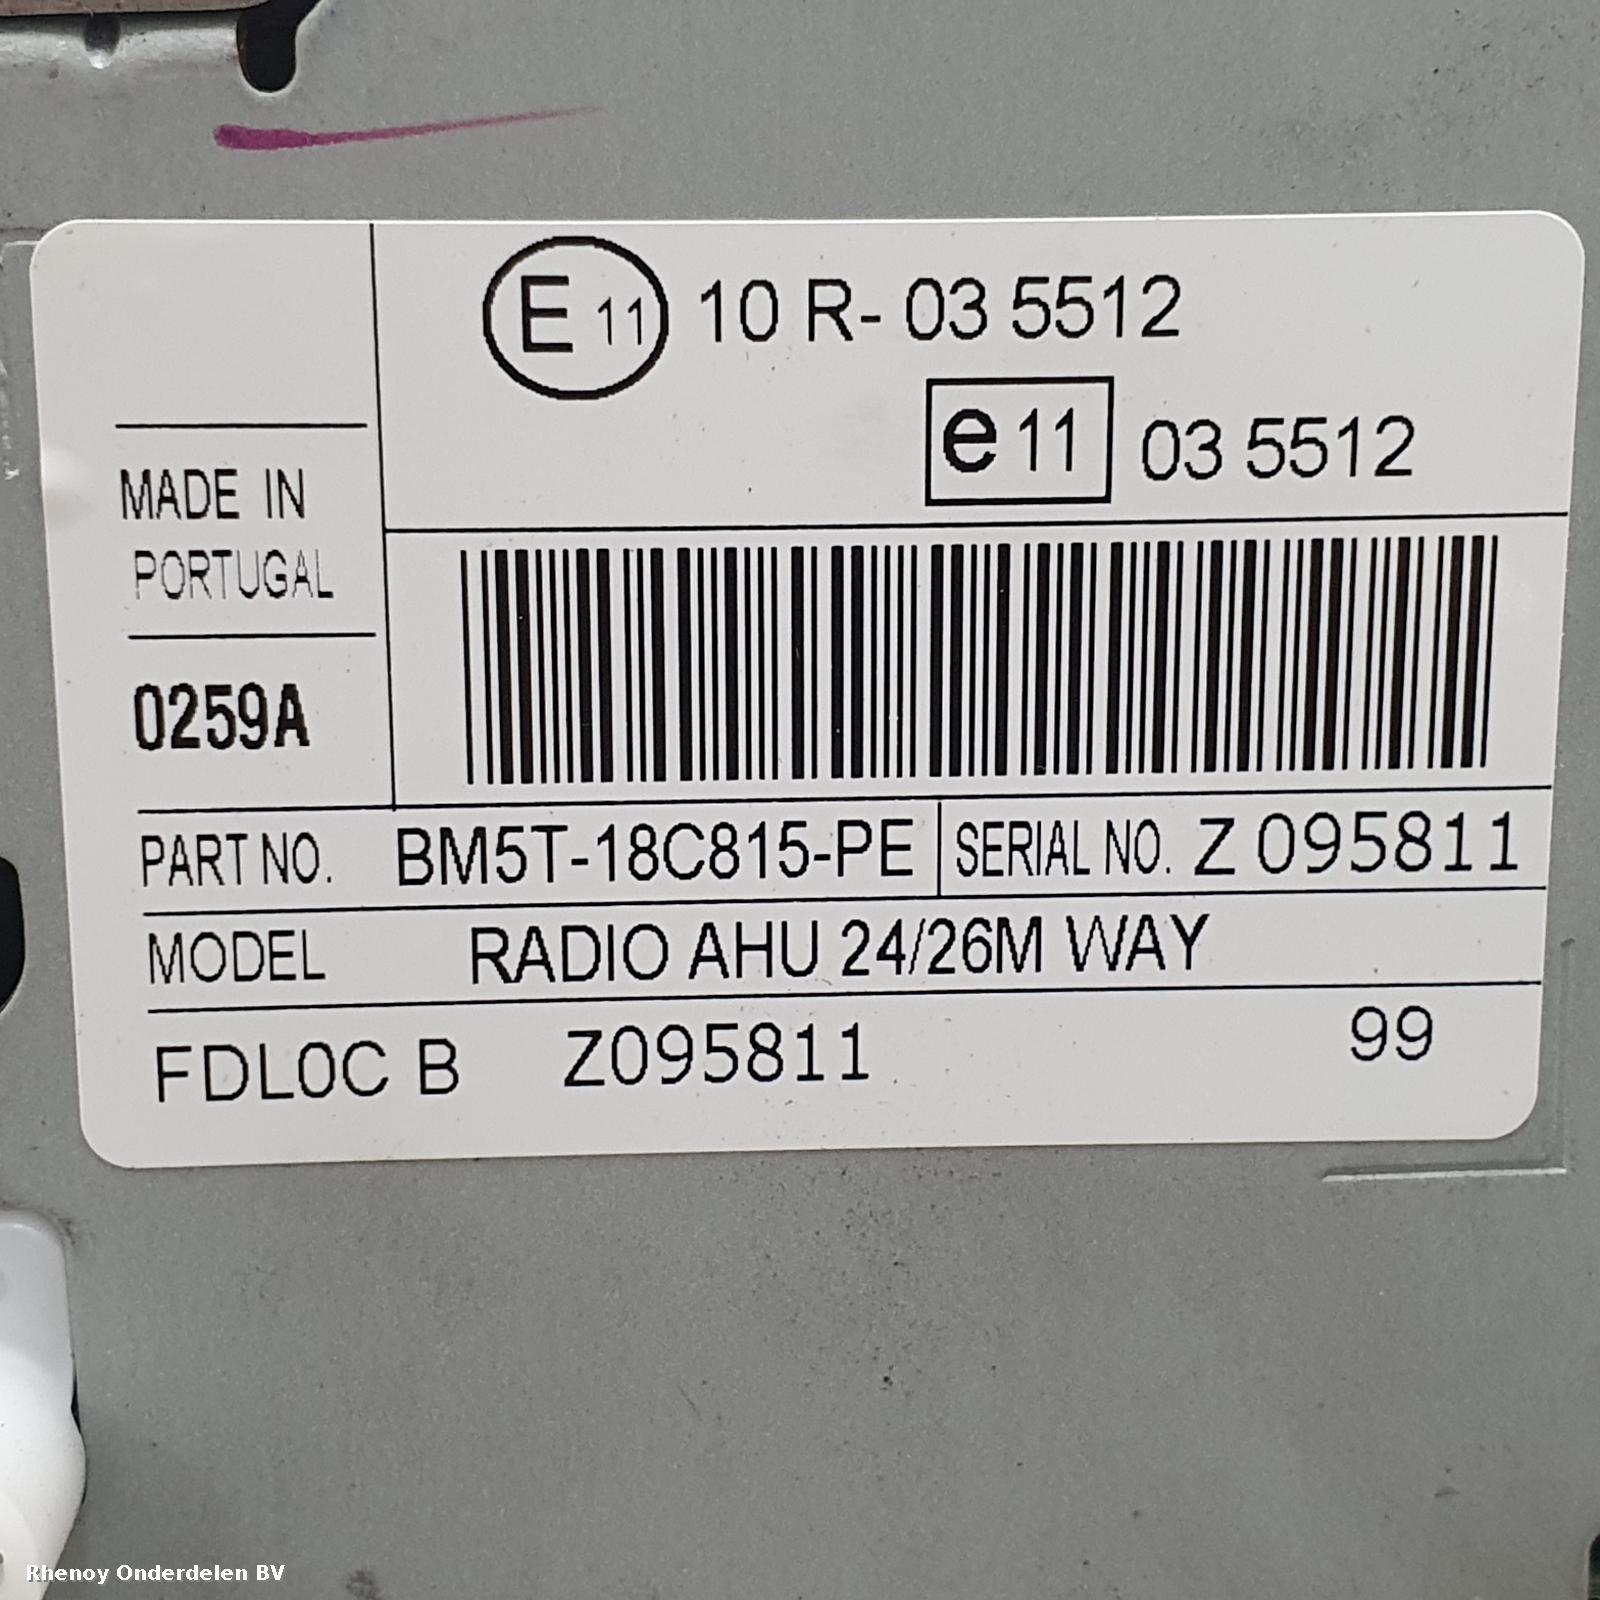 E 11 10 R- 03 5512
e 11 03 5512
MADE IN
PORTUGAL
0259A
PART NO. BM5T-18C815-PE SERIAL NO. Z 095811
MODEL RADIO AHU 24/26M WAY
FDLOC B Z095811 99
Rhenoy Onderdelen BV